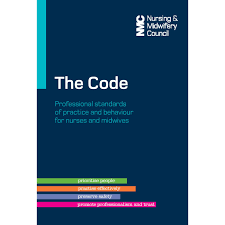 NMC
Nursing &
Midwifery
Council
The Code
Professional standards
of practice and behaviour
for nurses and midwives
prioritise people
practise effectively
preserve safety
promote professionalism and trust